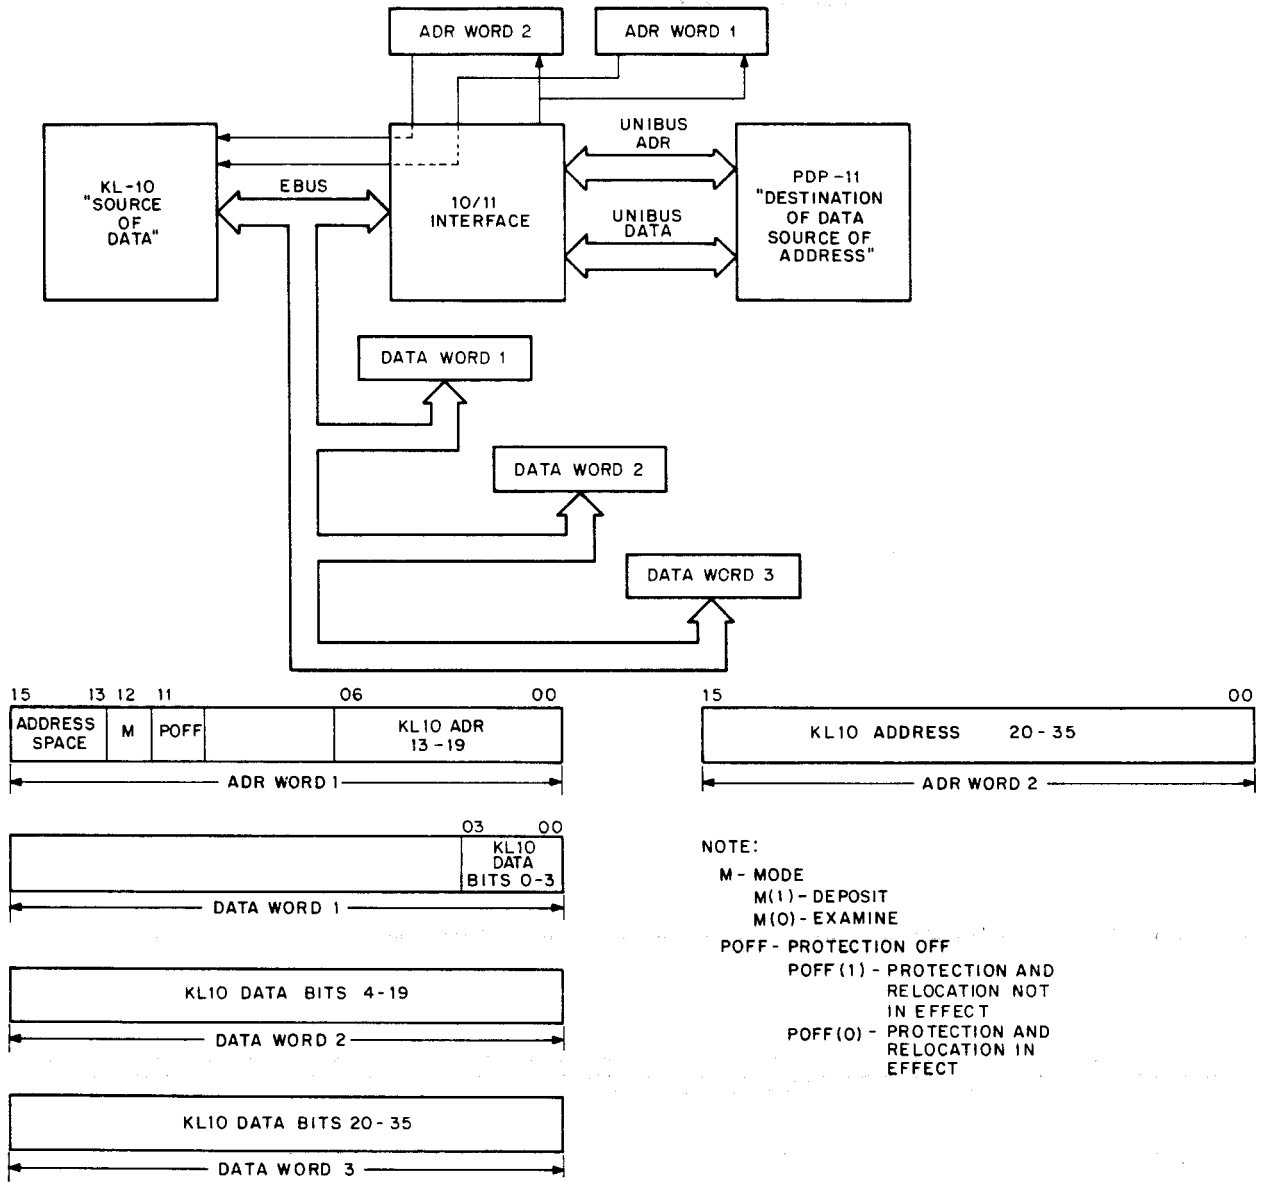 ADR WORD 2
ADR WORD 1
KL-10
"SOURCE
OF
DATA"
EBUS
10/11
INTERFACE
UNIBUS
ADR
UNIBUS
DATA
PDP-11
"DESTINATION
OF DATA
SOURCE OF
ADDRESS"
DATA WORD 1
DATA WORD 2
DATA WORD 3
15 13 12 11 06 00
ADDRESS
SPACE
M
POFF
KL10 ADR
13-19
ADR WORD 1
15 00
KL10 ADDRESS 20-35
ADR WORD 2
03 00
KL10
DATA
BITS 0-3
DATA WORD 1
KL10 DATA BITS 4-19
DATA WORD 2
KL10 DATA BITS 20-35
DATA WORD 3
NOTE:
M-MODE
M(1)-DEPOSIT
M(0)-EXAMINE
POFF-PROTECTION OFF
POFF(1)-PROTECTION AND
RELOCATION NOT
IN EFFECT
POFF(0)-PROTECTION AND
RELOCATION IN
EFFECT